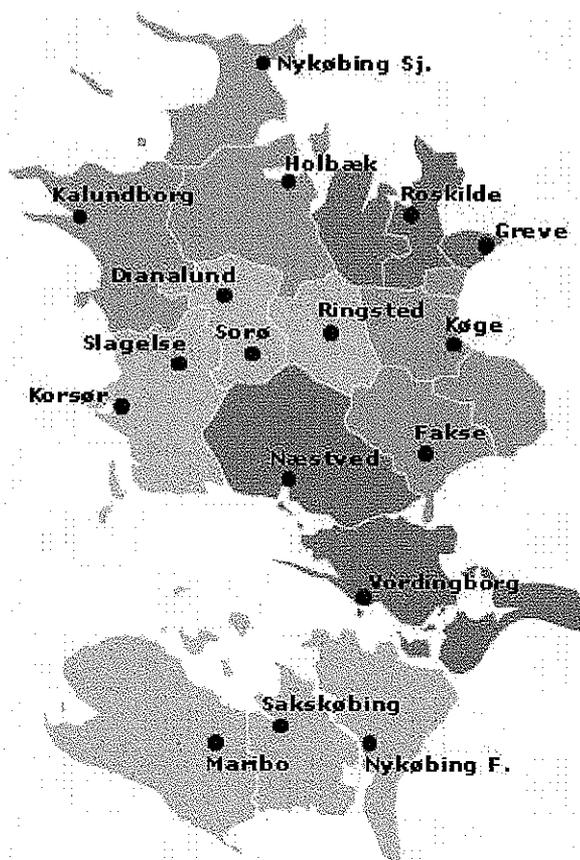 Nykøbing Sj.
Holbæk
Kalundborg
Roskilde
Greve
Dianalund
Ringsted
Sorø
Køge
Slagelse
Korsør
Fakse
Næstved
Vordingborg
Sakskøbing
Maribo
Nykøbing F.